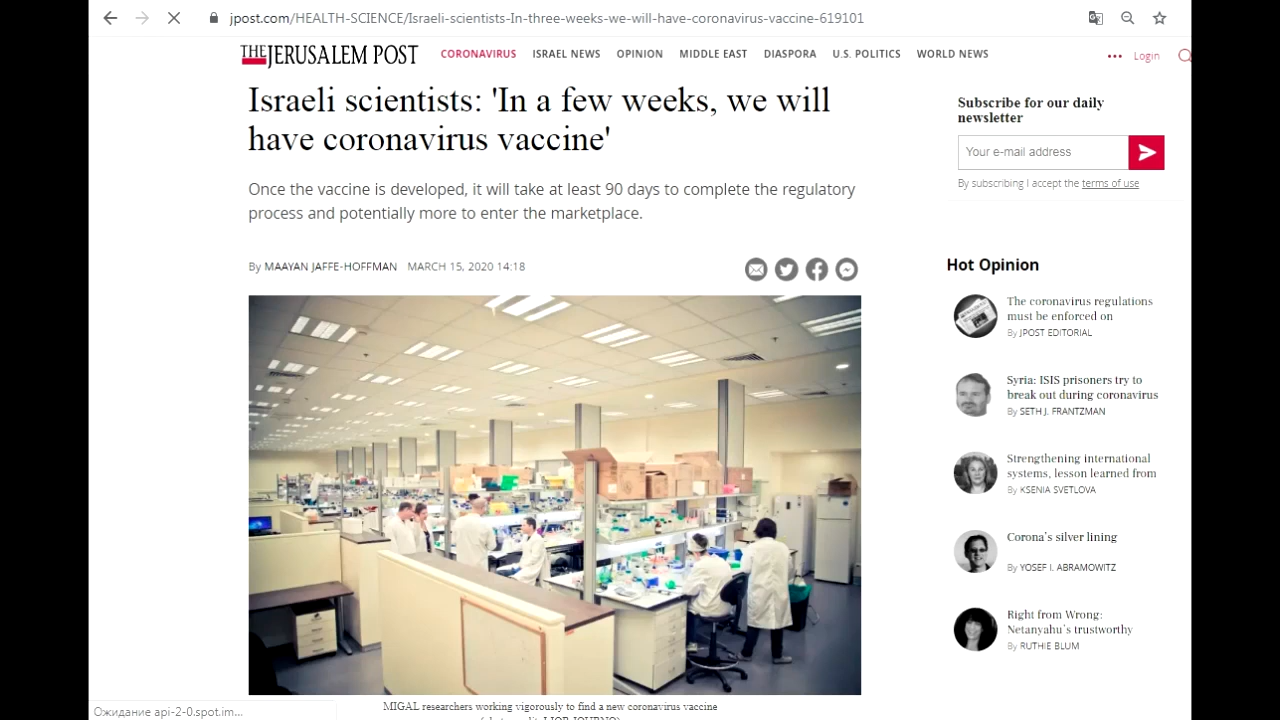 jpost.com/HEALTH-SCIENCE/Israeli-scientists-In-three-weeks-we-will-have-coronavirus-vaccine-619101
THE JERUSALEM POST
CORONAVIRUS ISRAEL NEWS OPINION MIDDLE EAST DIASPORA U.S. POLITICS WORLD NEWS
Login
Israeli scientists: 'In a few weeks, we will
have coronavirus vaccine'
Once the vaccine is developed, it will take at least 90 days to complete the regulatory
process and potentially more to enter the marketplace.
By MAAYAN JAFFE-HOFFMAN MARCH 15, 2020 14:18
MIGAL researchers working vigorously to find a new coronavirus vaccine
Subscribe for our daily
newsletter
Your e-mail address
By subscribing I accept the terms of use
Hot Opinion
The coronavirus regulations
must be enforced on
By JPOST EDITORIAL
Syria: ISIS prisoners try to
break out during coronavirus
By SETH J. FRANTZMAN
Strengthening international
systems, lesson learned from
By KSENIA SVETLOVA
Corona's silver lining
By YOSEF I. ABRAMOWITZ
Right from Wrong:
Netanyahu's trustworthy
By RUTHIE BLUM
Ожидание api-2-0.spot.im...